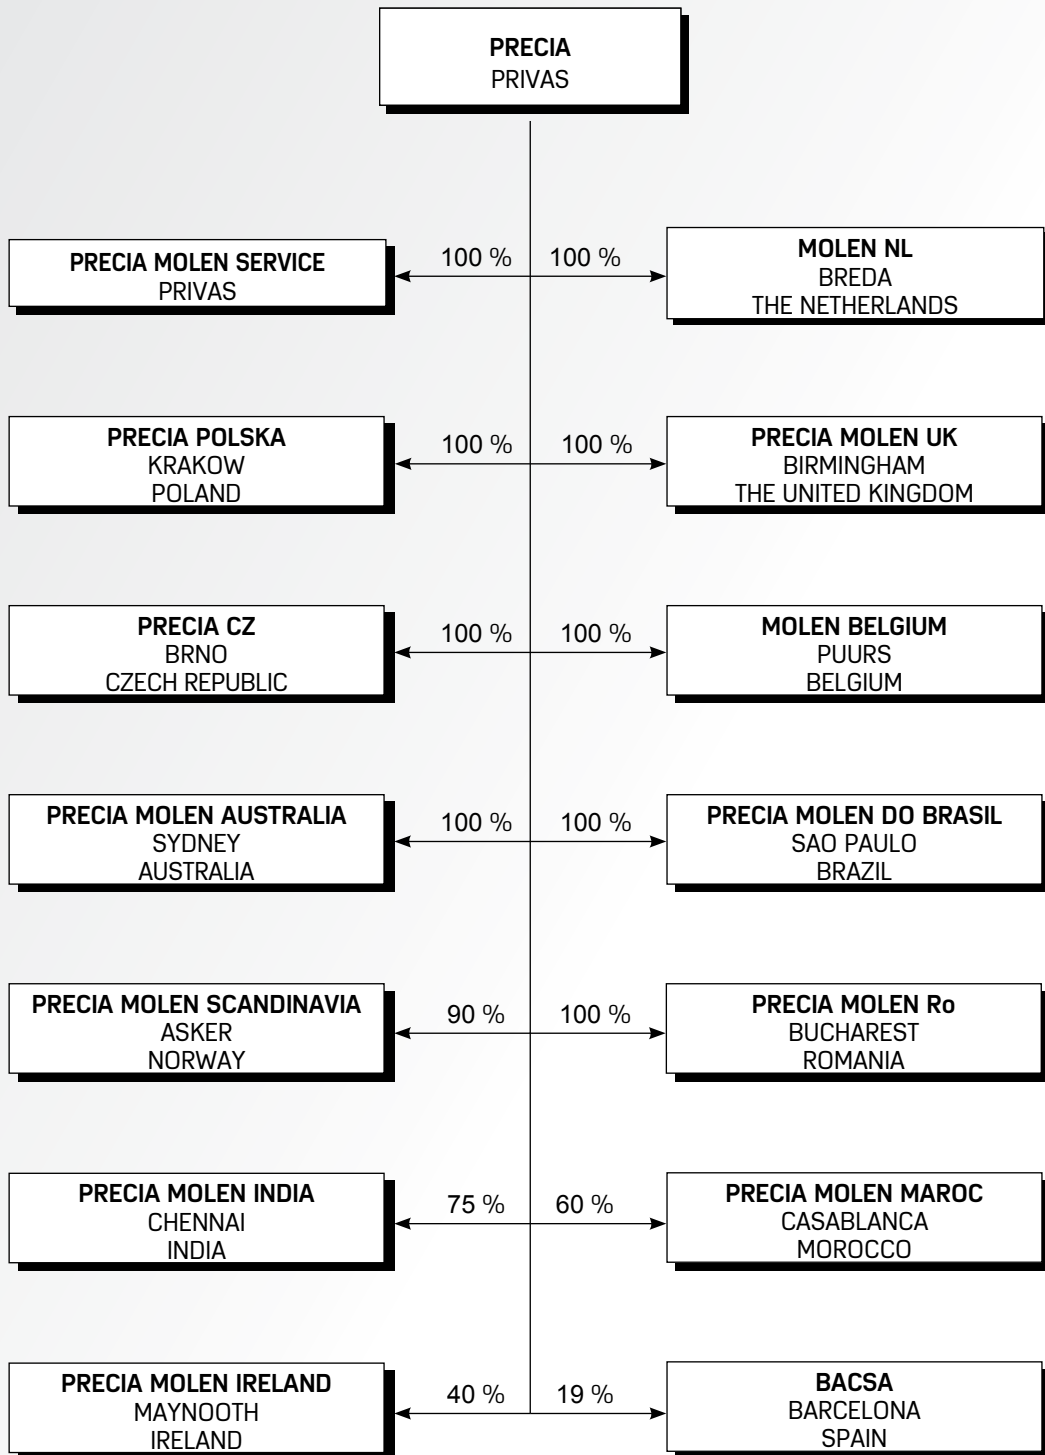 PRECIA
PRIVAS
PRECIA MOLEN SERVICE
PRIVAS
100 %
100 %
MOLEN NL
BREDA
THE NETHERLANDS
PRECIA POLSKA
KRAKOW
POLAND
100 %
100 %
PRECIA MOLEN UK
BIRMINGHAM
THE UNITED KINGDOM
PRECIA CZ
BRNO
CZECH REPUBLIC
100 %
100 %
MOLEN BELGIUM
PUURS
BELGIUM
PRECIA MOLEN AUSTRALIA
SYDNEY
AUSTRALIA
100 %
100 %
PRECIA MOLEN DO BRASIL
SAO PAULO
BRAZIL
PRECIA MOLEN SCANDINAVIA
ASKER
NORWAY
90 %
100 %
PRECIA MOLEN Ro
BUCHAREST
ROMANIA
PRECIA MOLEN INDIA
CHENNAI
INDIA
75 %
60 %
PRECIA MOLEN MAROC
CASABLANCA
MOROCCO
PRECIA MOLEN IRELAND
MAYNOOTH
IRELAND
40 %
19 %
BACSA
BARCELONA
SPAIN